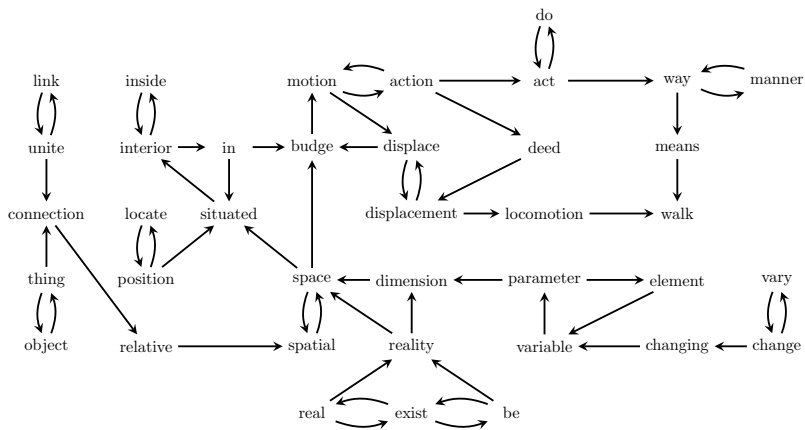 do
link inside motion action act way manner
unite interior in budge displace deed means
connection locate situated displacement locomotion walk
thing position space dimension parameter element vary
object relative spatial reality variable changing change
real exist be